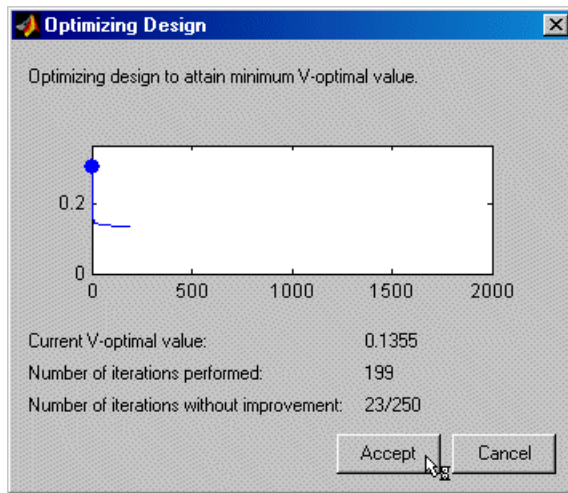 Optimizing Design
Optimizing design to attain minimum V-optimal value.
0.2
0
0 500 1000 1500 2000
Current V-optimal value: 0.1355
Number of iterations performed: 199
Number of iterations without improvement: 23/250
Accept Cancel